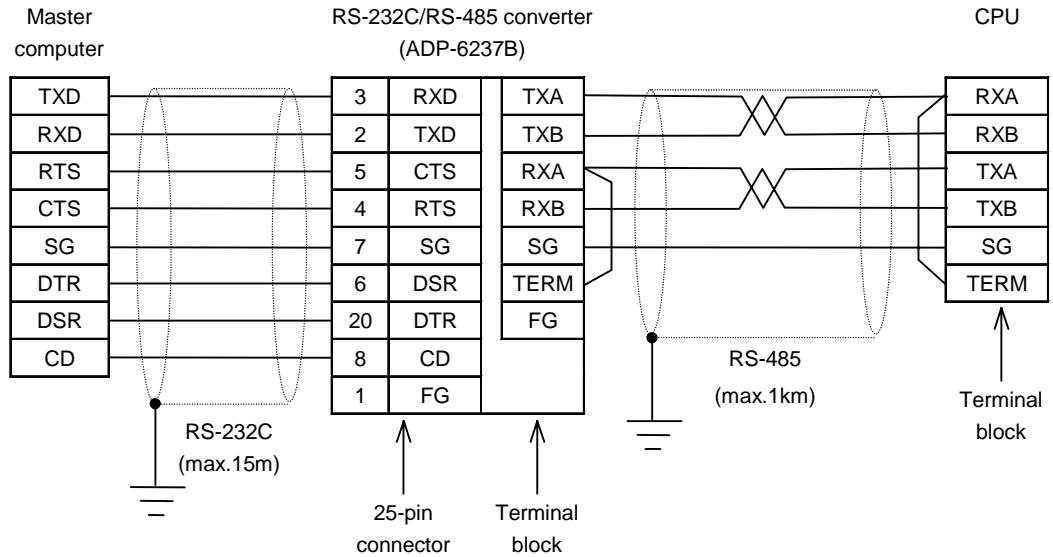 Master
computer
RS-232C/RS-485 converter
(ADP-6237B)
CPU
TXD 3 RXD TXA RXA
RXD 2 TXD TXB RXB
RTS 5 CTS RXA TXA
CTS 4 RTS RXB TXB
SG 7 SG SG SG
DTR 6 DSR TERM TERM
DSR 20 DTR FG
CD 8 CD
1 FG
RS-232C
(max.15m)
RS-485
(max.1km)
25-pin
connector
Terminal
block
Terminal
block